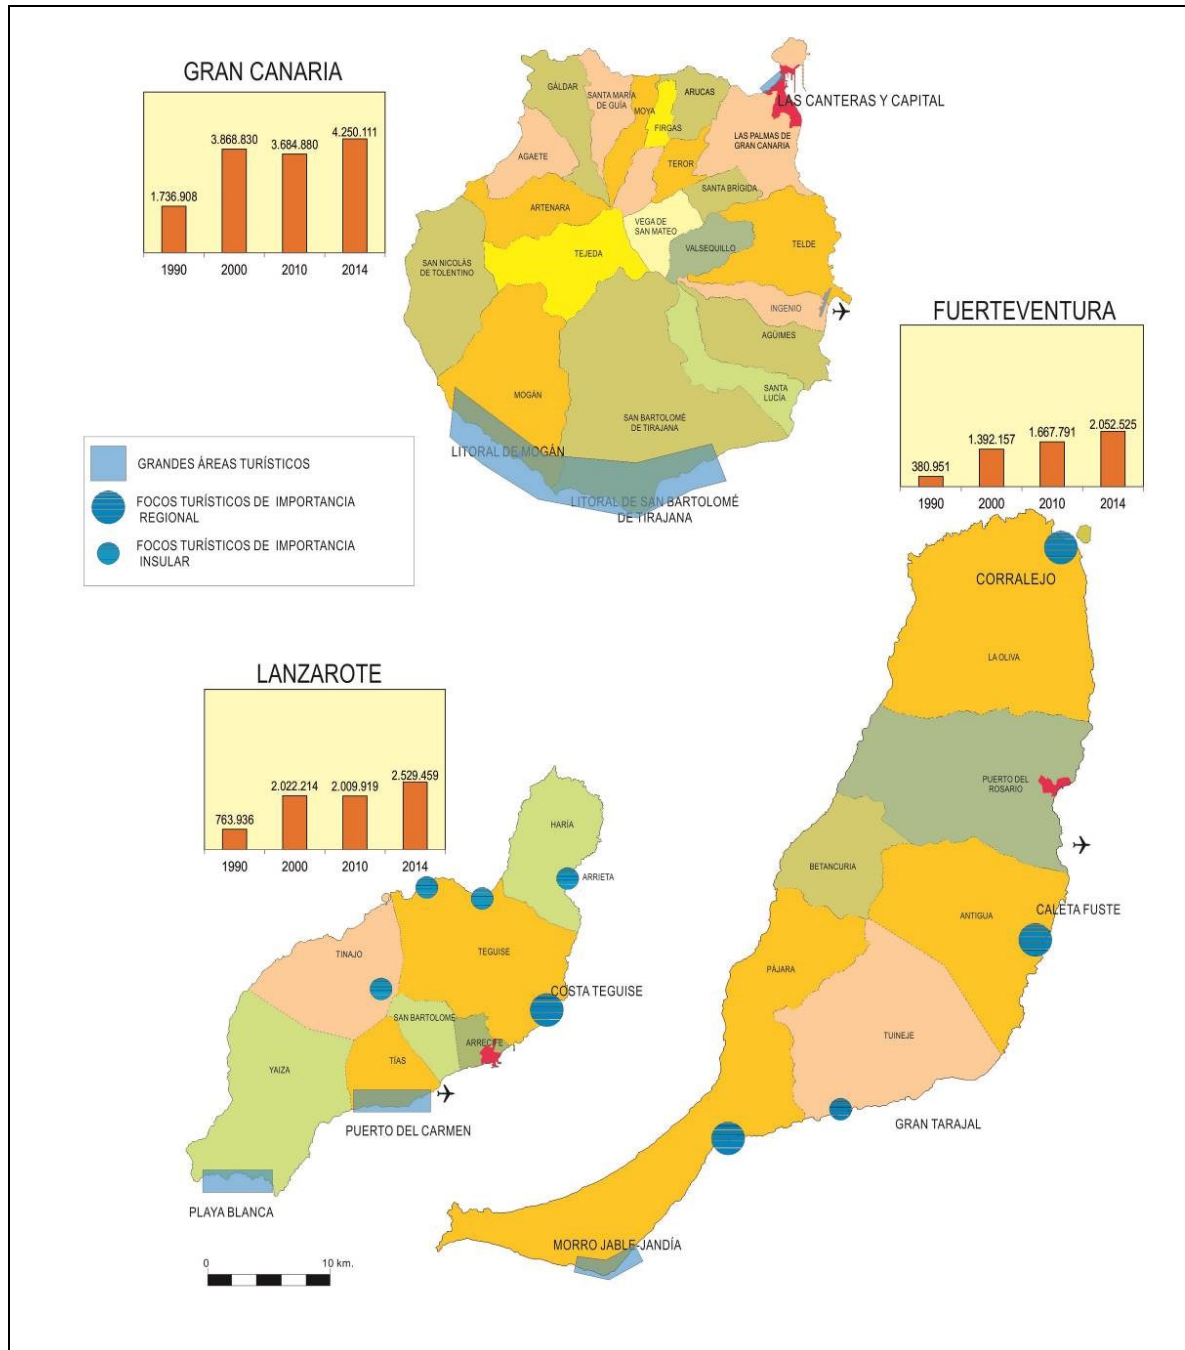 GRAN CANARIA
1.736.908
3.868.830
3.684.880
4.250.111
1990
2000
2010
2014
GÁLDAR
SANTA MARÍA
DE GUÍA
MOYA
FIRGAS
ARUCAS
LAS CANTERAS Y CAPITAL
LAS PALMAS DE
GRAN CANARIA
AGAETE
TEROR
SANTA BRÍGIDA
ARTENARA
VEGA DE
SAN MATEO
VALSEQUILLO
TELDE
TEJEDA
SAN NICOLÁS
DE TOLENTINO
INGENIO
AGÜIMES
SANTA
LUCÍA
MOGÁN
SAN BARTOLOMÉ
DE TIRAJANA
LITORAL DE MOGÁN
LITORAL DE SAN BARTOLOMÉ
DE TIRAJANA
GRANDES ÁREAS TURÍSTICOS
FOCOS TURÍSTICOS DE IMPORTANCIA
REGIONAL
FOCOS TURÍSTICOS DE IMPORTANCIA
INSULAR
FUERTEVENTURA
380.951
1.392.157
1.667.791
2.052.525
1990
2000
2010
2014
CORRALEJO
LA OLIVA
PUERTO DEL
ROSARIO
BETANCURIA
ANTIGUA
CALETA FUSTE
PÁJARA
TUINEJE
GRAN TARAJAL
MORRO JABLE-JANDÍA
LANZAROTE
763.936
2.022.214
2.009.919
2.529.459
1990
2000
2010
2014
HARÍA
ARRIETA
TINAJO
TEGUISE
COSTA TEGUISE
SAN BARTOLOMÉ
ARRECIFE
TÍAS
YAIZA
PUERTO DEL CARMEN
PLAYA BLANCA
0
10 km.